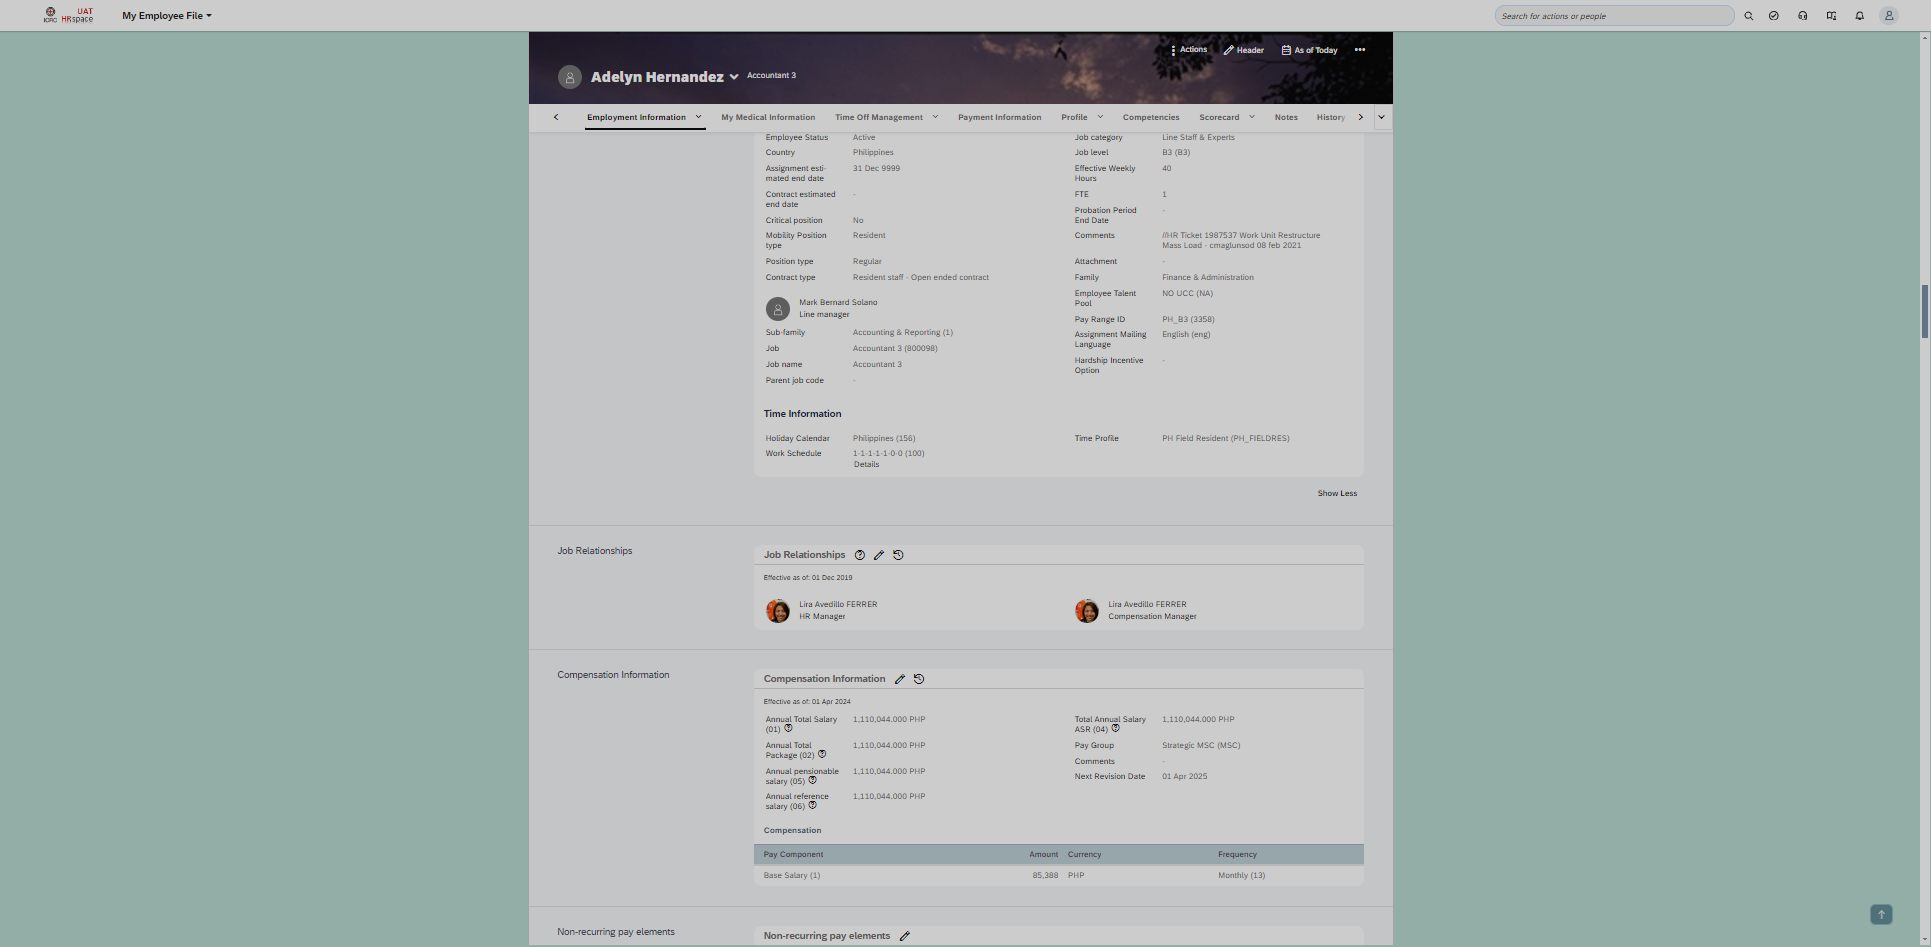 ICRC
UAT
HRspace
My Employee File
Search for actions or people
Actions
Header
As of Today
Adelyn Hernandez
Accountant 3
Employment Information
My Medical Information
Time Off Management
Payment Information
Profile
Competencies
Scorecard
Notes
History
Employee Status
Active
Country
Philippines
Assignment esti-
mated end date
31 Dec 9999
Contract estimated
end date
-
Critical position
No
Mobility Position
type
Resident
Position type
Regular
Contract type
Resident staff - Open ended contract
Mark Bernard Solano
Line manager
Sub-family
Accounting & Reporting (1)
Job
Accountant 3 (800098)
Job name
Accountant 3
Parent job code
-
Job category
Line Staff & Experts
Job level
B3 (B3)
Effective Weekly
Hours
40
FTE
1
Probation Period
End Date
-
Comments
//HR Ticket 1987537 Work Unit Restructure
Mass Load - cmaglunsod 08 feb 2021
Attachment
-
Family
Finance & Administration
Employee Talent
Pool
NO UCC (NA)
Pay Range ID
PH_B3 (3358)
Assignment Mailing
Language
English (eng)
Hardship Incentive
Option
-
Time Information
Holiday Calendar
Philippines (156)
Work Schedule
1-1-1-1-1-0-0 (100)
Details
Time Profile
PH Field Resident (PH_FIELDRES)
Show Less
Job Relationships
Job Relationships
Effective as of: 01 Dec 2019
Lira Avedillo FERRER
HR Manager
Lira Avedillo FERRER
Compensation Manager
Compensation Information
Compensation Information
Effective as of: 01 Apr 2024
Annual Total Salary
(01)
1,110,044.000 PHP
Annual Total
Package (02)
1,110,044.000 PHP
Annual pensionable
salary (05)
1,110,044.000 PHP
Annual reference
salary (06)
1,110,044.000 PHP
Total Annual Salary
ASR (04)
1,110,044.000 PHP
Pay Group
Strategic MSC (MSC)
Comments
-
Next Revision Date
01 Apr 2025
Compensation
Pay Component Amount Currency Frequency
Base Salary (1) 85,388 PHP Monthly (13)
Non-recurring pay elements
Non-recurring pay elements